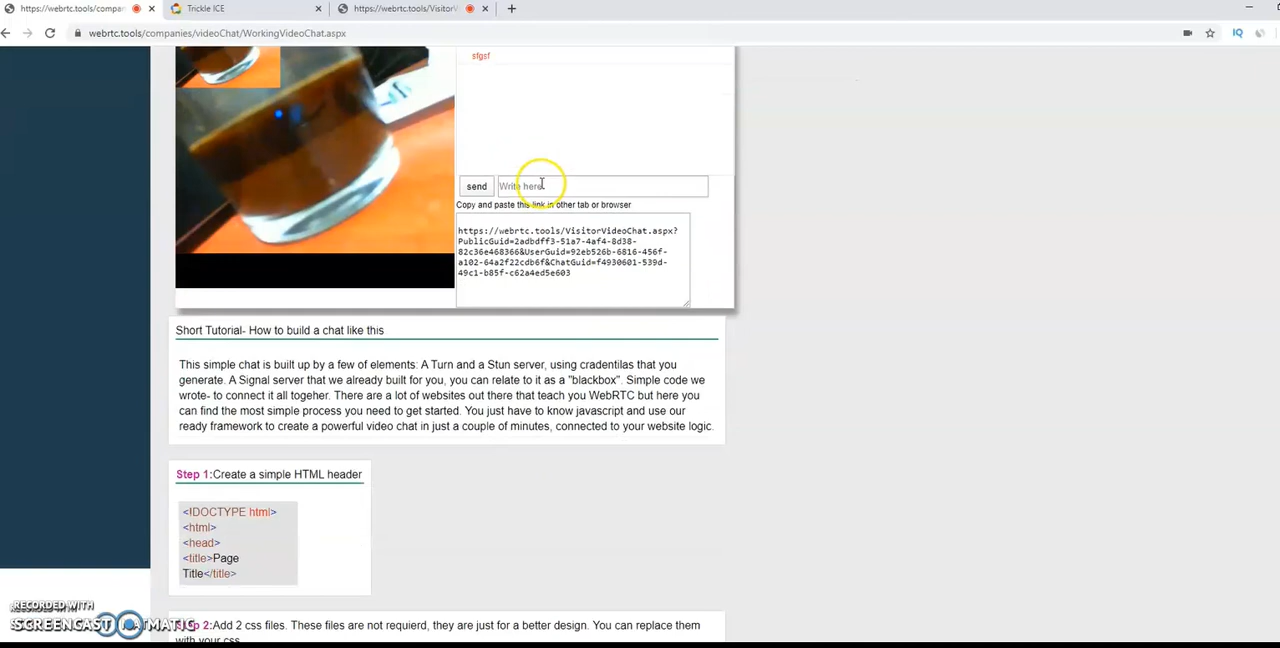 https://webrtc.tools/compan
Trickle ICE
https://webrtc.tools/VisitorV
webrtc.tools/companies/videoChat/WorkingVideoChat.aspx
IQ
sfgsf
send
Write here
Copy and paste this link in other tab or browser
https://webrtc.tools/VisitorVideoChat.aspx?
PublicGuid=2adbdff3-51a7-4af4-8d38-
82c36e468366&UserGuid=92eb526b-6816-456f-
a102-64a2f22cdb6f&ChatGuid=f4930601-539d-
49c1-b85f-c62a4ed5e603
Short Tutorial- How to build a chat like this
This simple chat is built up by a few of elements: A Turn and a Stun server, using cradentilas that you
generate. A Signal server that we already built for you, you can relate to it as a "blackbox". Simple code we
wrote- to connect it all togeher. There are a lot of websites out there that teach you WebRTC but here you
can find the most simple process you need to get started. You just have to know javascript and use our
ready framework to create a powerful video chat in just a couple of minutes, connected to your website logic.
Step 1:Create a simple HTML header
<!DOCTYPE html>
<html>
<head>
<title>Page
Title</title>
RECORDED WITH
SCREENCAST MATIC
Step 2:Add 2 css files. These files are not requierd, they are just for a better design. You can replace them
with your css